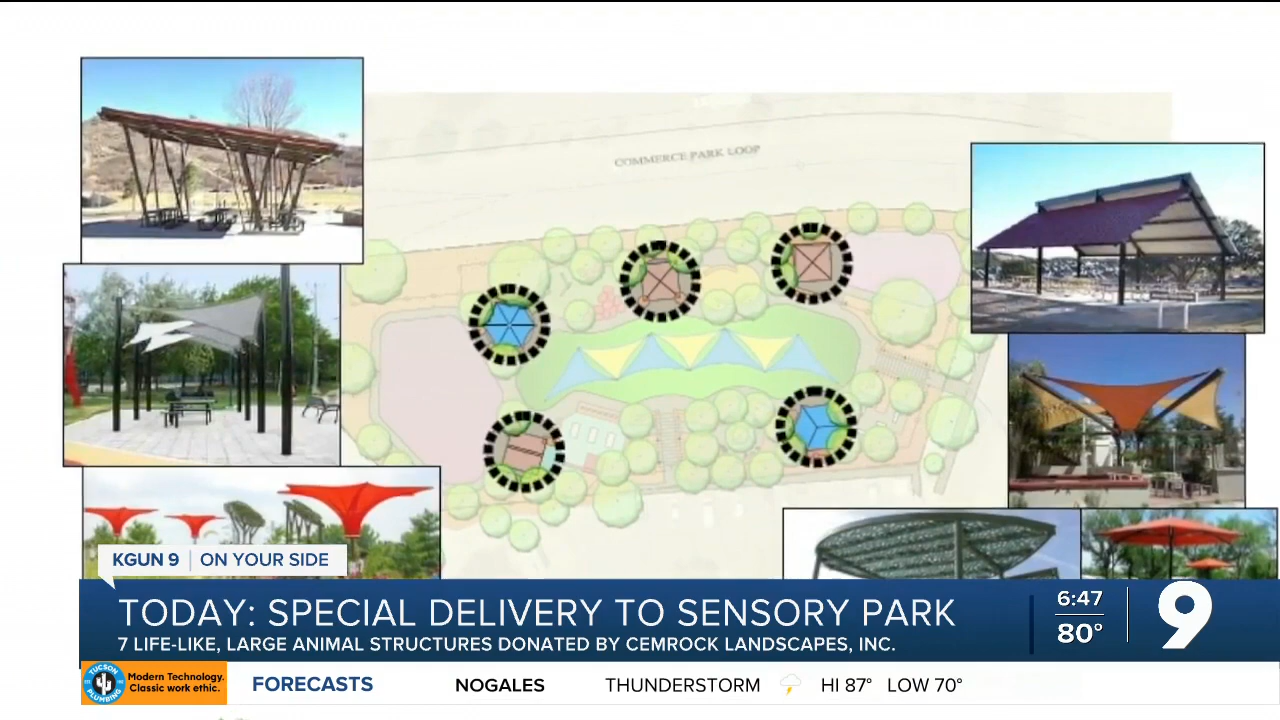 COMMERCE PARK LOOP
KGUN 9 | ON YOUR SIDE
TODAY: SPECIAL DELIVERY TO SENSORY PARK
7 LIFE-LIKE, LARGE ANIMAL STRUCTURES DONATED BY CEMROCK LANDSCAPES, INC.
6:47
80°
9
TUCSON PLUMBING
Modern Technology.
Classic work ethic.
FORECASTS NOGALES THUNDERSTORM HI 87° LOW 70°